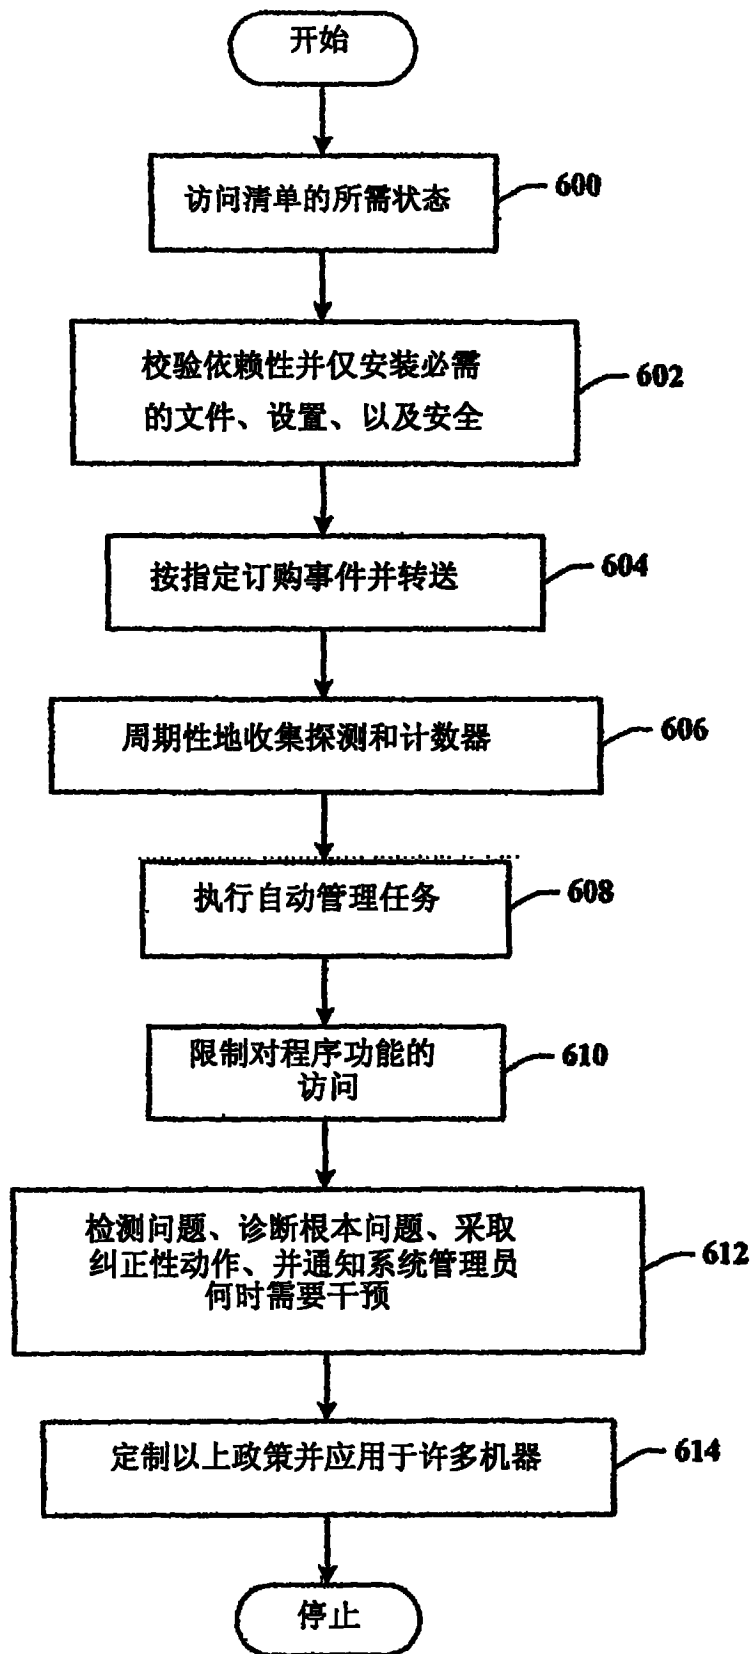 开始
访问清单的所需状态
600
校验依赖性并仅安装必需
的文件、设置、以及安全
602
按指定订购事件并转送
604
周期性地收集探测和计数器
606
执行自动管理任务
608
限制对程序功能的
访问
610
检测问题、诊断根本问题、采取
纠正性动作、并通知系统管理员
何时需要干预
612
定制以上政策并应用于许多机器
614
停止